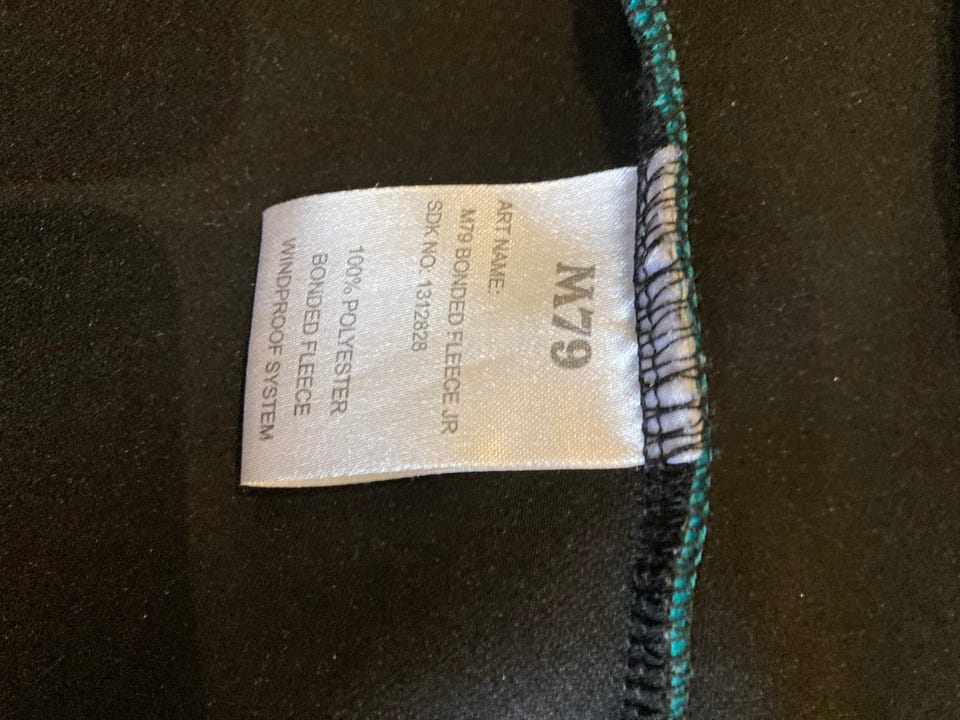 M79
ART NAME:
M79 BONDED FLEECE JR
SDK NO: 1312828
100% POLYESTER
BONDED FLEECE
WINDPROOF SYSTEM